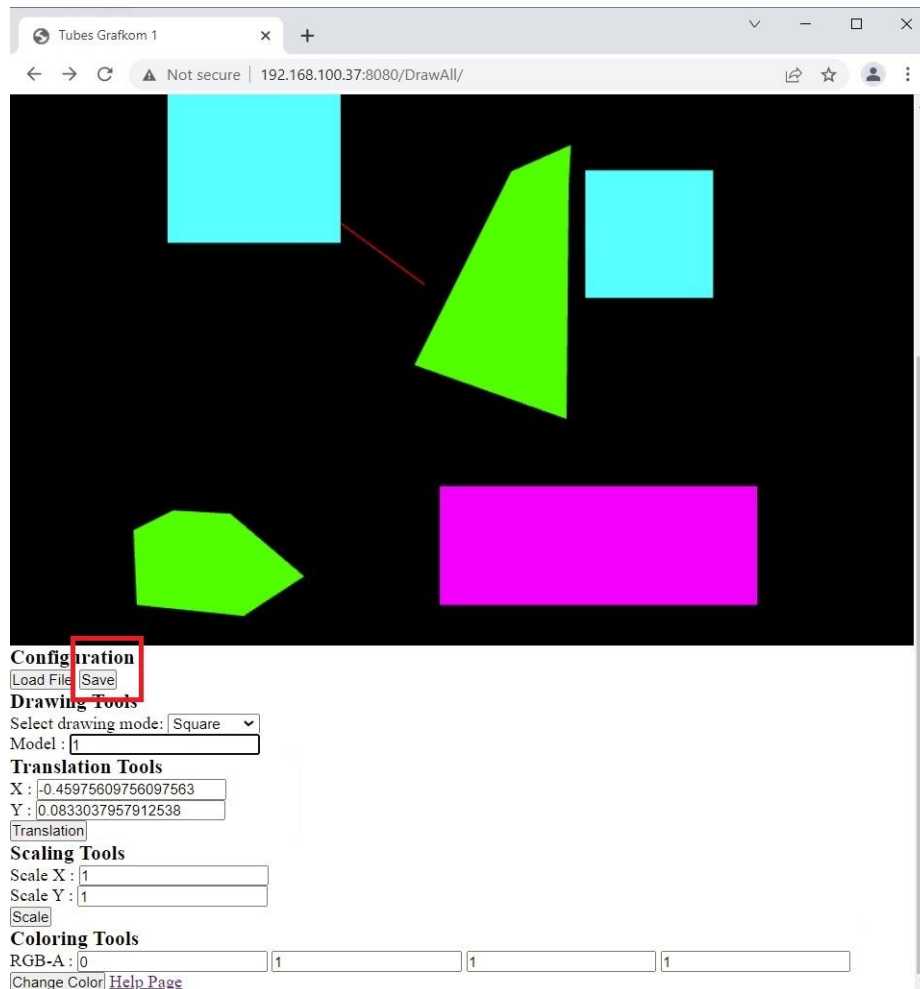 Tubes Grafkom 1
Not secure 192.168.100.37:8080/DrawAll/
Configuration
Load File Save
Drawing Tools
Select drawing mode: Square
Model : 1
Translation Tools
X : -0.45975609756097563
Y : 0.0833037957912538
Translation
Scaling Tools
Scale X : 1
Scale Y : 1
Scale
Coloring Tools
RGB-A : 0 1 1 1
Change Color Help Page